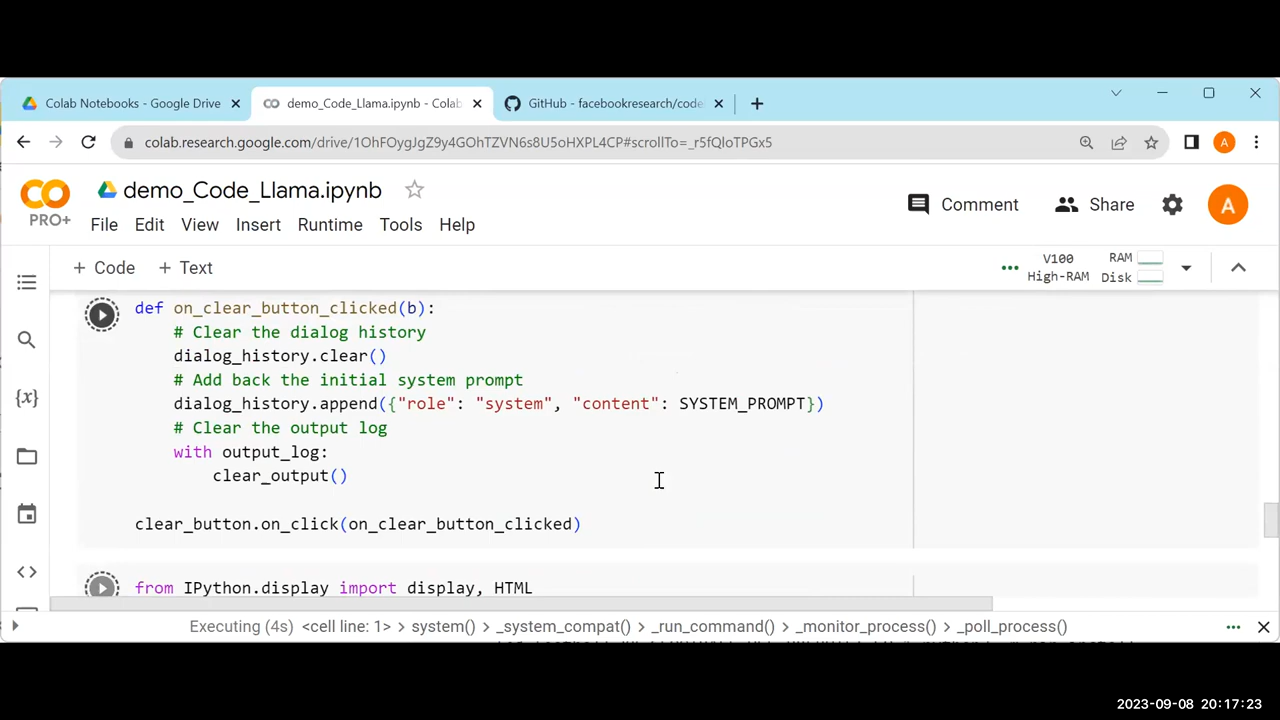 Colab Notebooks - Google Drive
demo_Code_Llama.ipynb - Colab
GitHub - facebookresearch/code
colab.research.google.com/drive/1OhFOygJgZ9y4GOhTZVN6s8U5oHXPL4CP#scrollTo=_r5fQIoTPGx5
A
CO
PRO+
demo_Code_Llama.ipynb
File Edit View Insert Runtime Tools Help
Comment
Share
A
+ Code + Text
V100
High-RAM
RAM
Disk
{x}
def on_clear_button_clicked(b):
# Clear the dialog history
dialog_history.clear()
# Add back the initial system prompt
dialog_history.append({"role": "system", "content": SYSTEM_PROMPT})
# Clear the output log
with output_log:
clear_output()
clear_button.on_click(on_clear_button_clicked)
from IPython.display import display, HTML
Executing (4s) <cell line: 1> > system() > _system_compat() > _run_command() > _monitor_process() > _poll_process()
2023-09-08 20:17:23